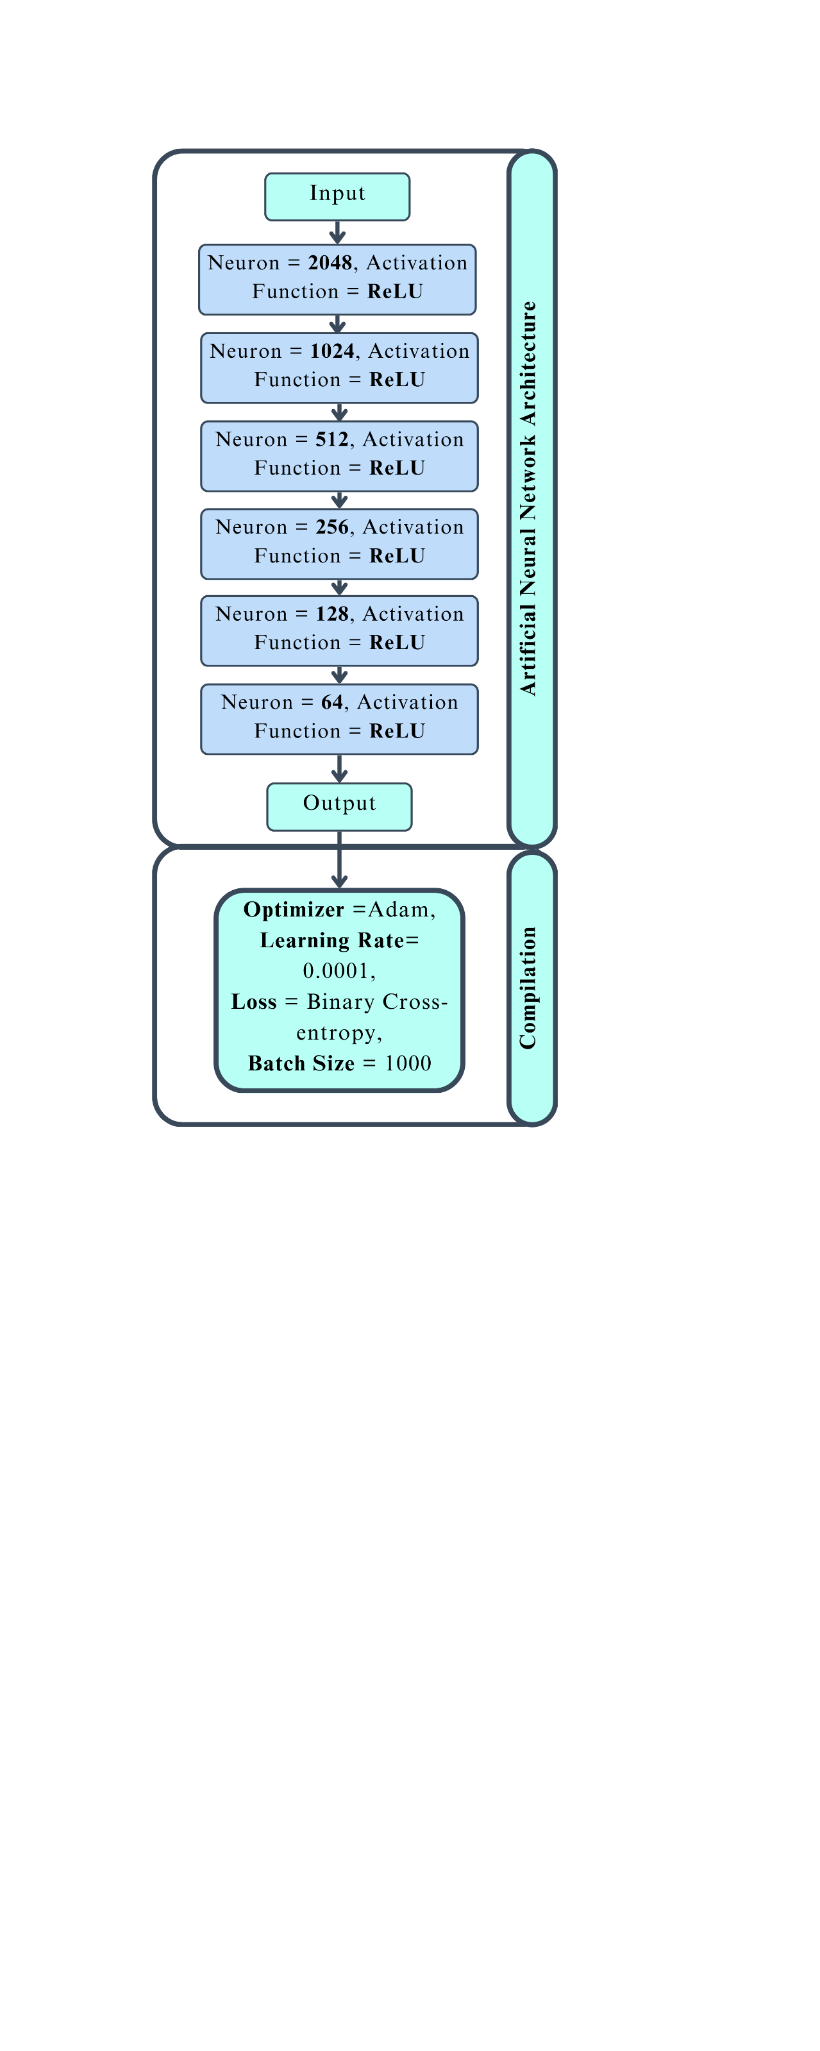 Input
Neuron = 2048, Activation
Function = ReLU
Neuron = 1024, Activation
Function = ReLU
Neuron = 512, Activation
Function = ReLU
Neuron = 256, Activation
Function = ReLU
Neuron = 128, Activation
Function = ReLU
Neuron = 64, Activation
Function = ReLU
Output
Artificial Neural Network Architecture
Optimizer =Adam,
Learning Rate=
0.0001,
Loss = Binary Cross-
entropy,
Batch Size = 1000
Compilation